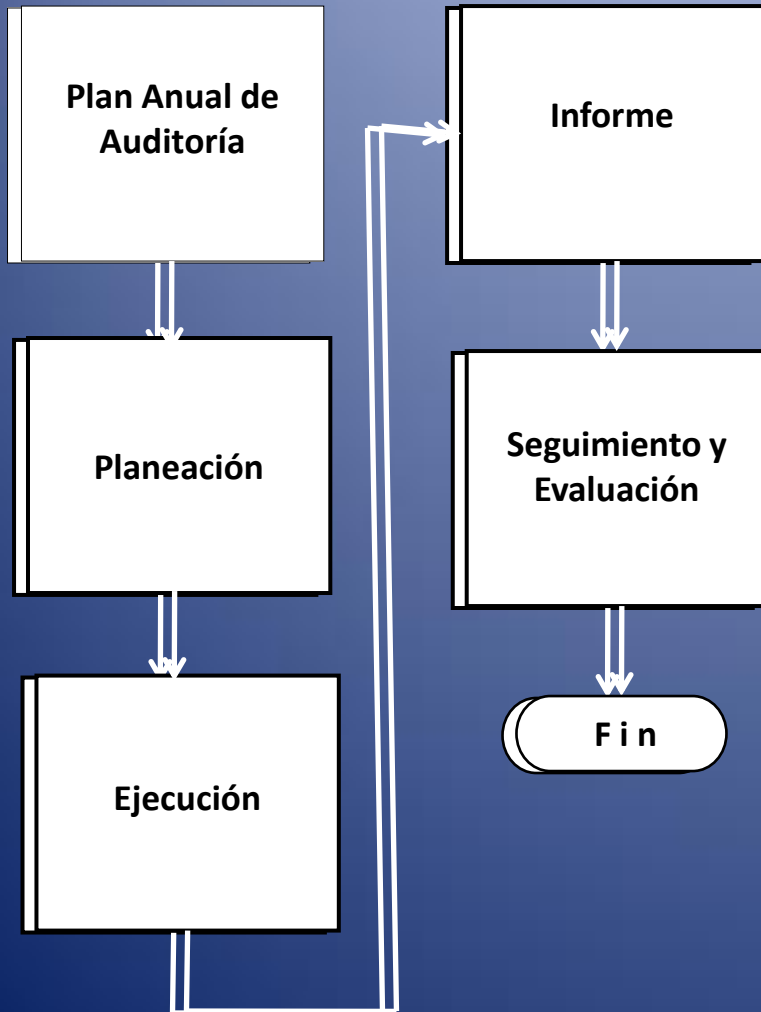 Plan Anual de
Auditoría
Planeación
Ejecución
Informe
Seguimiento y
Evaluación
F i n